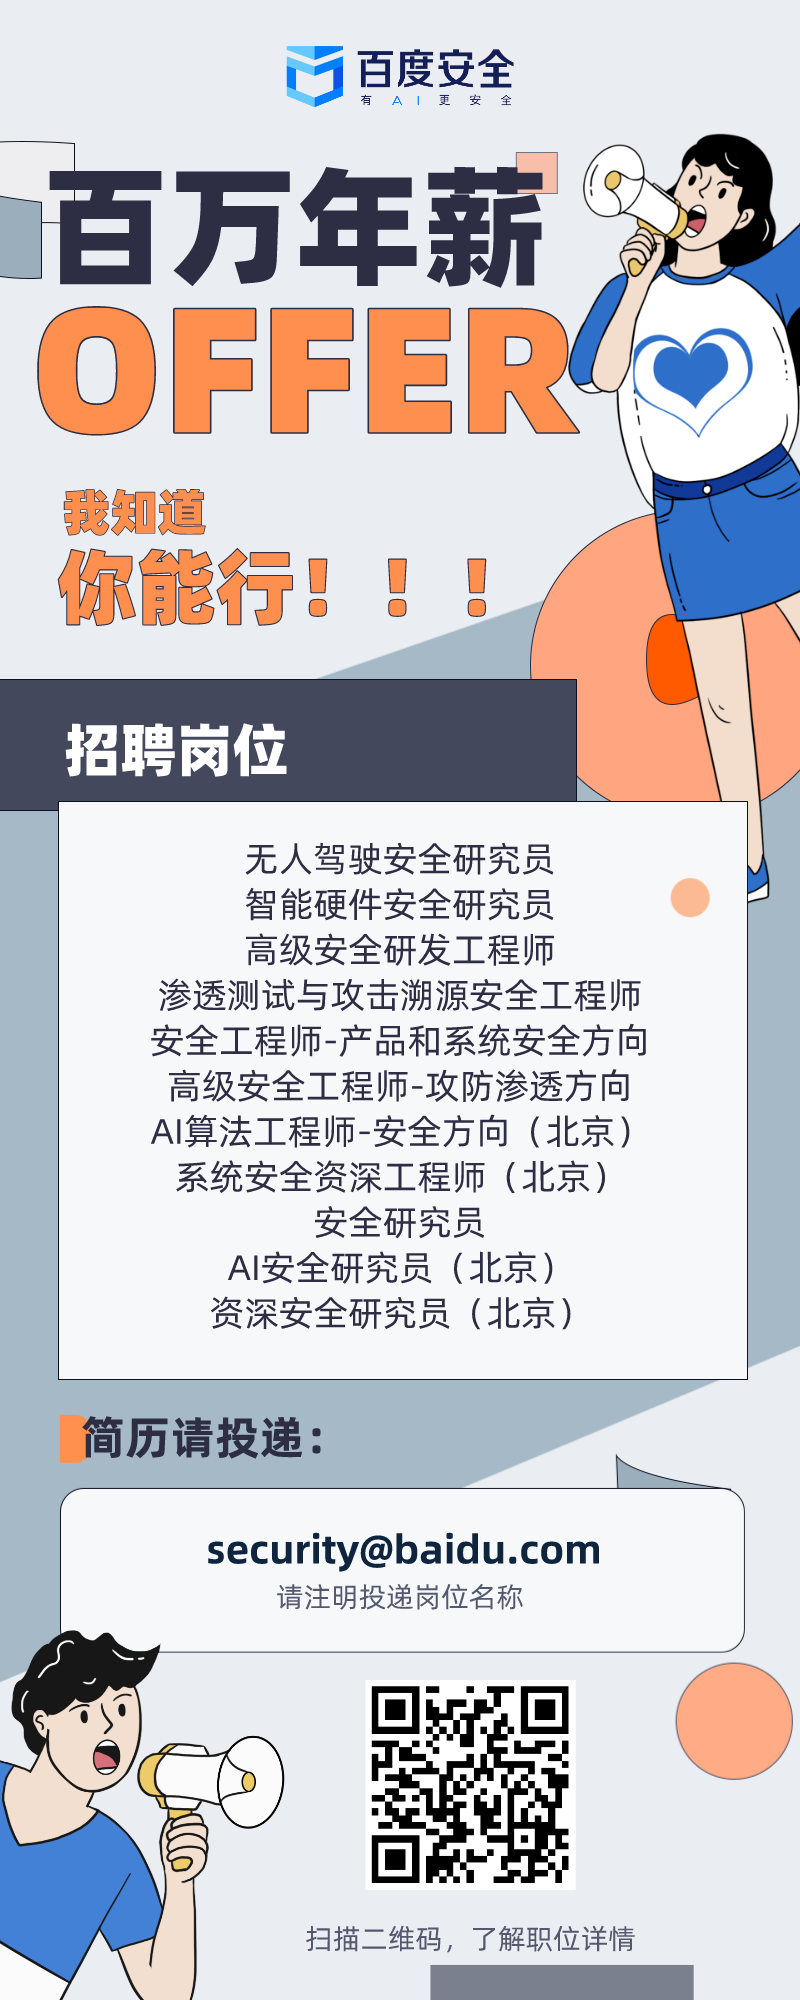 百度安全
有AI更安全
百万年薪
OFFER
我知道
你能行！！！
招聘岗位
无人驾驶安全研究员
智能硬件安全研究员
高级安全研发工程师
渗透测试与攻击溯源安全工程师
安全工程师-产品和系统安全方向
高级安全工程师-攻防渗透方向
AI算法工程师-安全方向（北京）
系统安全资深工程师（北京）
安全研究员
AI安全研究员（北京）
资深安全研究员（北京）
简历请投递：
security@baidu.com
请注明投递岗位名称
扫描二维码，了解职位详情